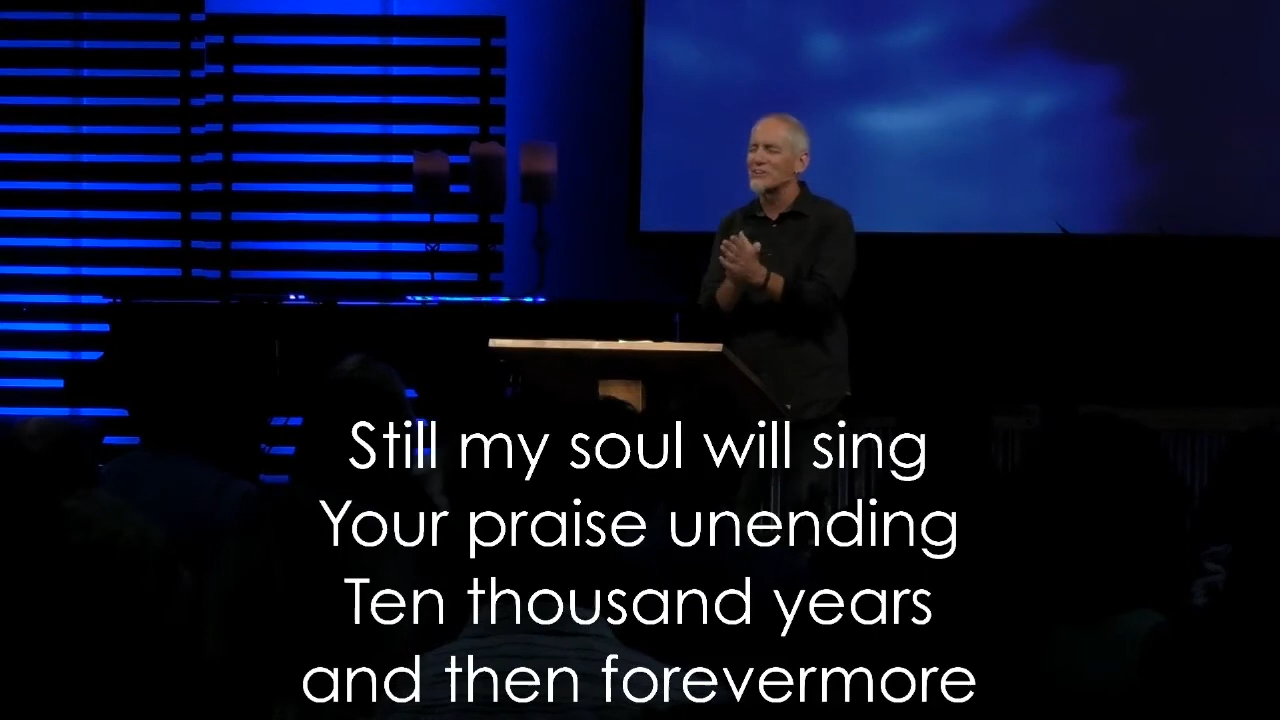 Still my soul will sing
Your praise unending
Ten thousand years
and then forevermore